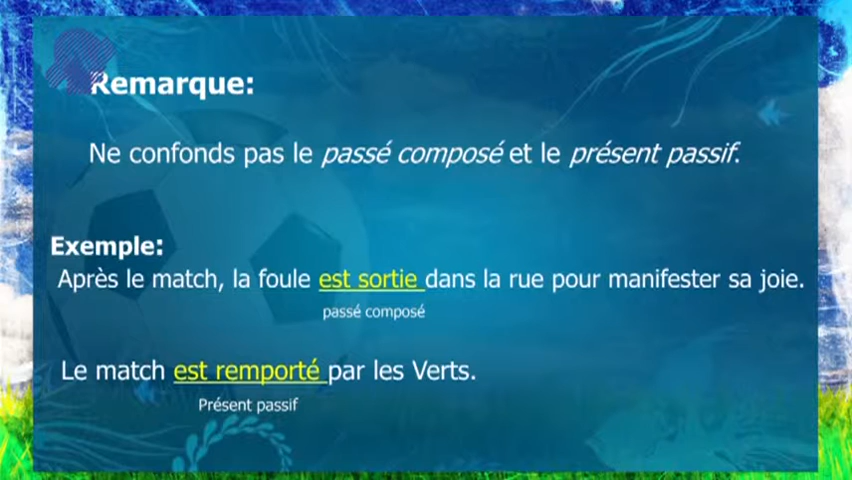 Remarque:
Ne confonds pas le passé composé et le présent passif.
Exemple:
Après le match, la foule est sortie dans la rue pour manifester sa joie.
passé composé
Le match est remporté par les Verts.
Présent passif